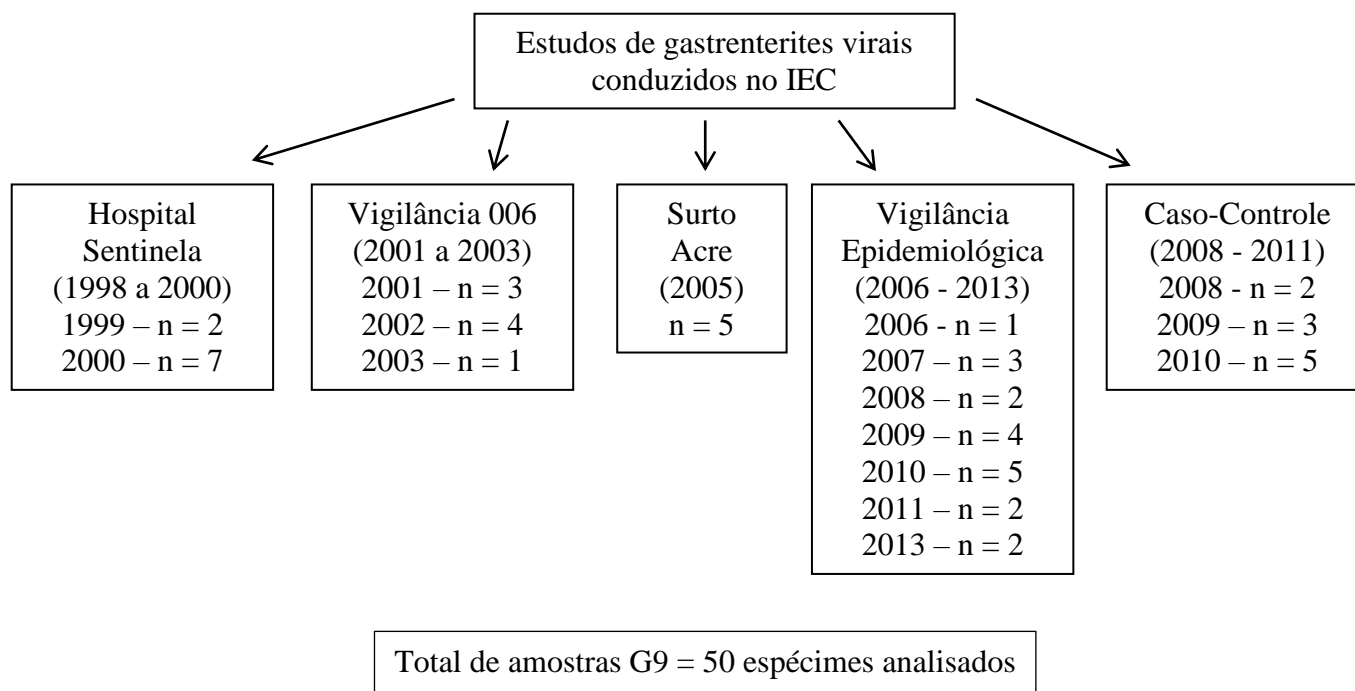 Estudos de gastrenterites virais
conduzidos no IEC
Hospital
Sentinela
(1998 a 2000)
1999 – n = 2
2000 – n = 7
Vigilância 006
(2001 a 2003)
2001 – n = 3
2002 – n = 4
2003 – n = 1
Surto
Acre
(2005)
n = 5
Vigilância
Epidemiológica
(2006 - 2013)
2006 - n = 1
2007 – n = 3
2008 – n = 2
2009 – n = 4
2010 – n = 5
2011 – n = 2
2013 – n = 2
Caso-Controle
(2008 - 2011)
2008 - n = 2
2009 – n = 3
2010 – n = 5
Total de amostras G9 = 50 espécimes analisados